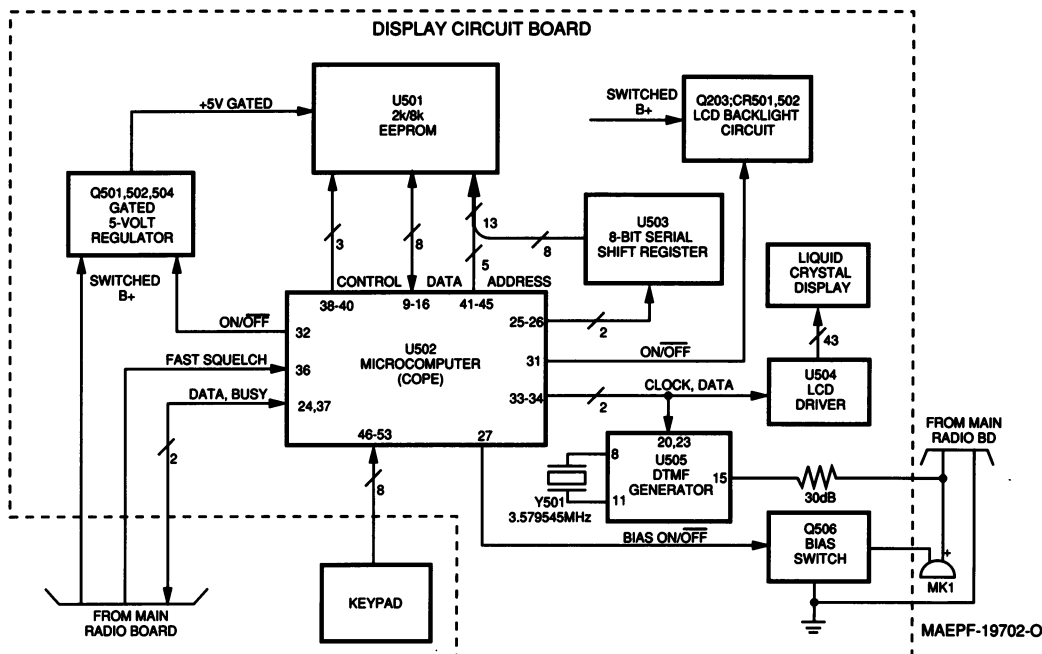 DISPLAY CIRCUIT BOARD
U501
2k/8k
EEPROM
+5V GATED
SWITCHED
B+
Q203;CR501,502
LCD BACKLIGHT
CIRCUIT
Q501,502,504
GATED
5-VOLT
REGULATOR
3
8
13
5
8
U503
8-BIT SERIAL
SHIFT REGISTER
SWITCHED
B+
LIQUID
CRYSTAL
DISPLAY
CONTROL
DATA
ADDRESS
38-40
9-16
41-45
ON/OFF
32
25-26
2
U502
MICROCOMPUTER
(COPE)
31
ON/OFF
43
FAST SQUELCH
36
U504
LCD
DRIVER
DATA, BUSY
24,37
33-34
2
CLOCK, DATA
2
46-53
27
8
FROM MAIN
RADIO BD
20,23
U505
DTMF
GENERATOR
8
11
15
Y501
3.579545MHz
30dB
BIAS ON/OFF
Q506
BIAS
SWITCH
+
MK1
KEYPAD
FROM MAIN
RADIO BOARD
MAEPF-19702-O